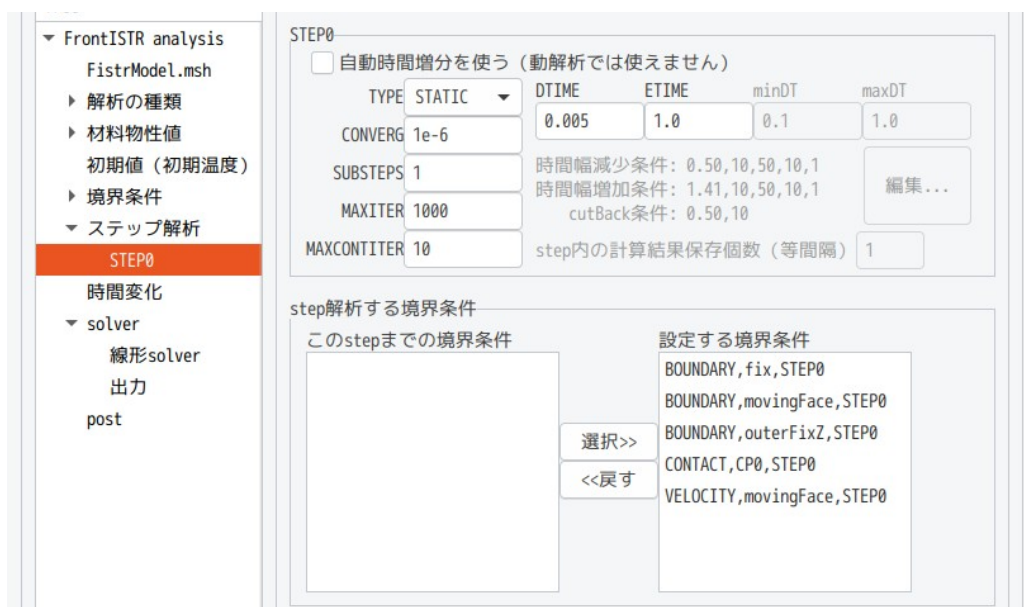 FrontISTR analysis
FistrModel.msh
解析の種類
材料物性値
初期値（初期温度）
境界条件
ステップ解析
STEP0
時間変化
solver
線形solver
出力
post
STEP0
自動時間増分を使う（動解析では使えません）
TYPE STATIC
CONVERG 1e-6
SUBSTEPS 1
MAXITER 1000
MAXCONTITER 10
DTIME ETIME minDT maxDT
0.005 1.0 0.1 1.0
時間幅減少条件: 0.50,10,50,10,1
時間幅増加条件: 1.41,10,50,10,1
cutBack条件: 0.50,10
編集...
step内の計算結果保存個数（等間隔） 1
step解析する境界条件
このstepまでの境界条件
選択>>
<<戻す
設定する境界条件
BOUNDARY,fix,STEP0
BOUNDARY,movingFace,STEP0
BOUNDARY,outerFixZ,STEP0
CONTACT,CP0,STEP0
VELOCITY,movingFace,STEP0